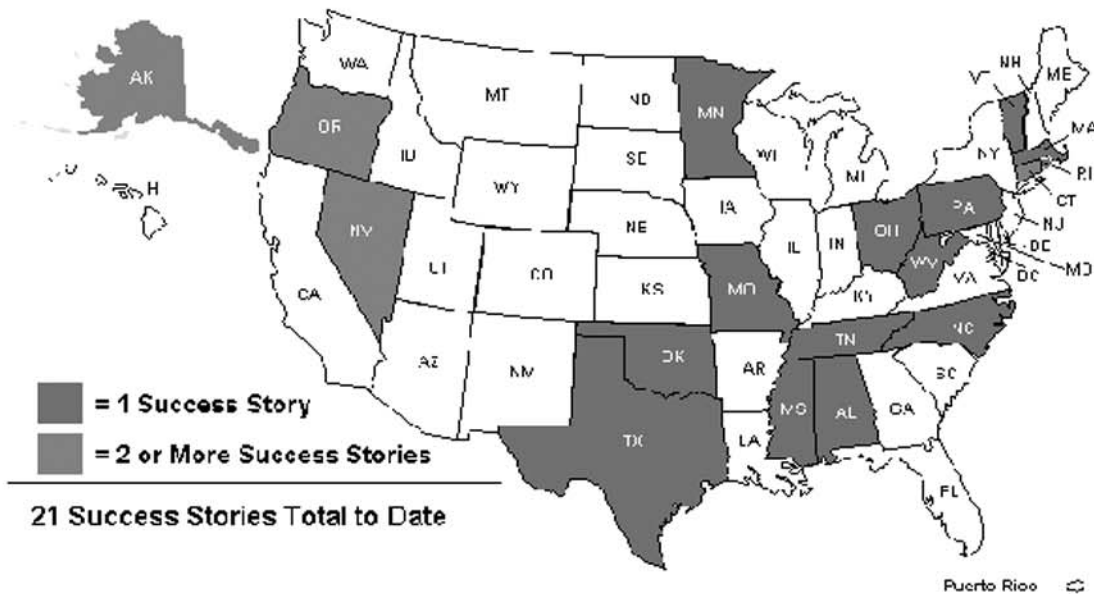 AK
WA
MT
ND
MN
OR
ID
WY
SD
WI
MI
NY
V
NH
ME
MA
RI
CT
NJ
DE
MD
DC
PA
OH
WV
VA
NV
UT
CO
NE
IA
IL
IN
KS
MO
KY
CA
AZ
NM
OK
AR
TN
NC
SC
TX
LA
MS
AL
GA
FL
H
= 1 Success Story
= 2 or More Success Stories
21 Success Stories Total to Date
Puerto Rico